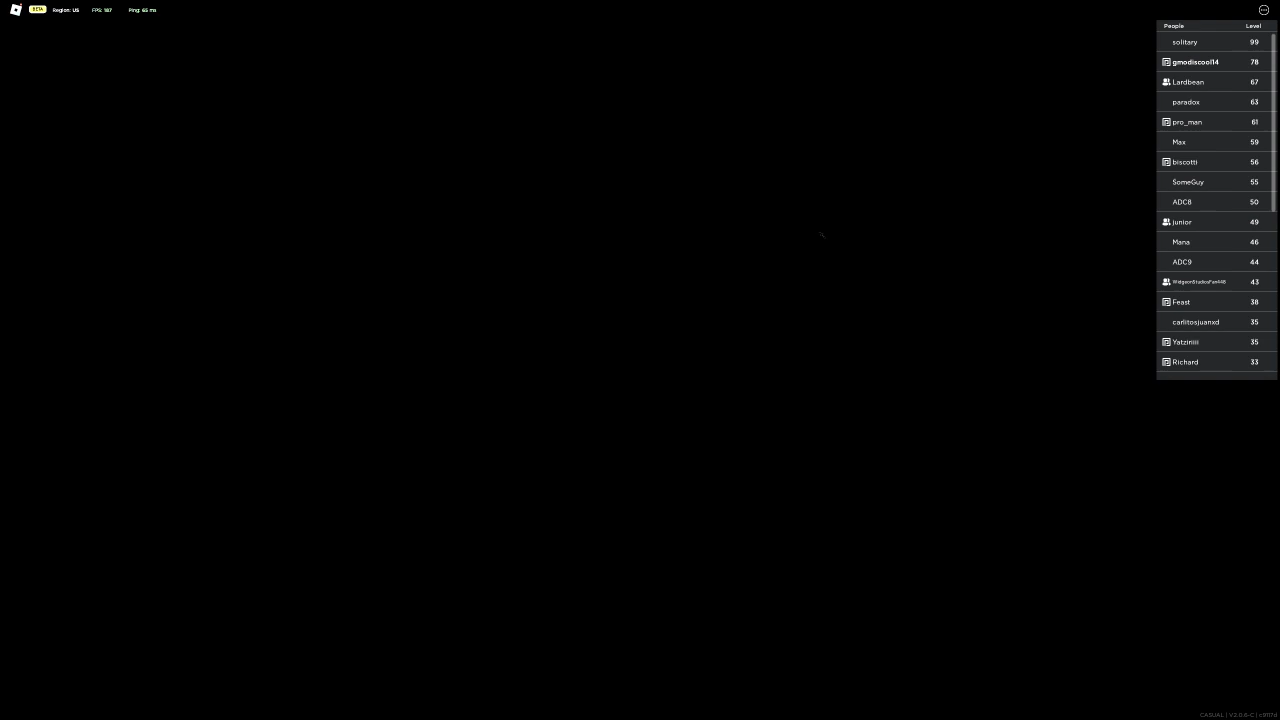 BETA Region: US FPS: 187 Ping: 65 ms
People Level
solitary 99
gmodiscool14 78
Lardbean 67
paradox 63
pro_man 61
Max 59
biscotti 56
SomeGuy 55
ADC8 50
junior 49
Mana 46
ADC9 44
WidgeonStudiosFan448 43
Feast 38
carlitosjuanxd 35
Richard 33
CASUAL | V2.0.6-C |